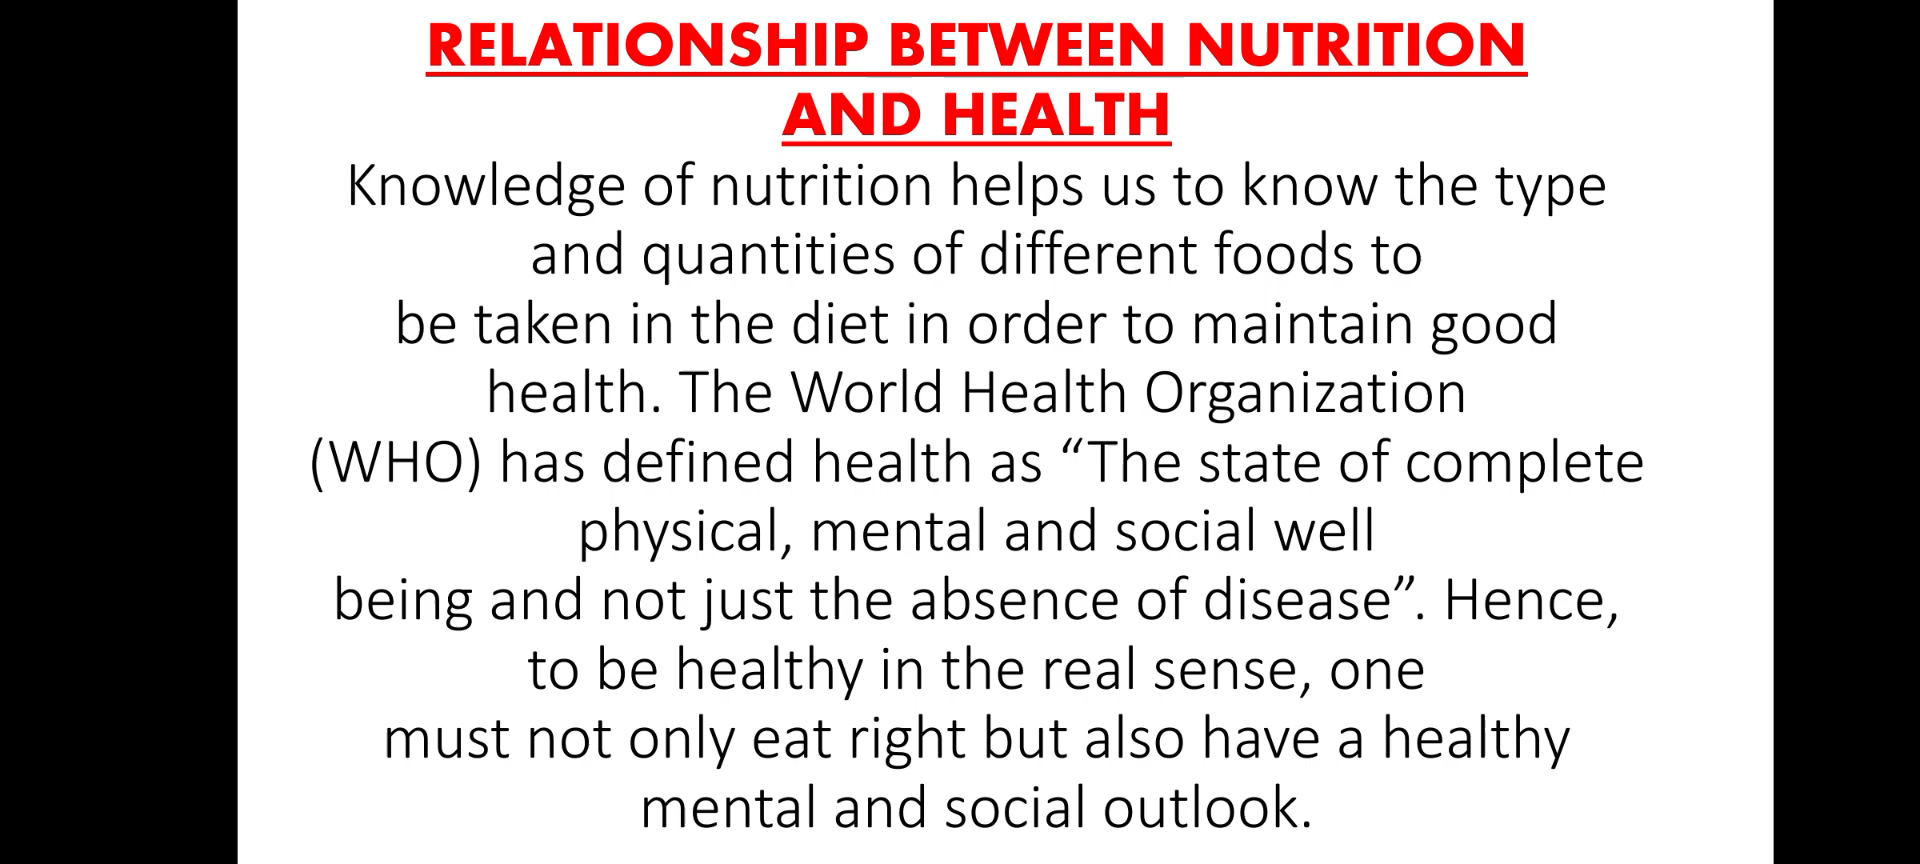 RELATIONSHIP BETWEEN NUTRITION
AND HEALTH
Knowledge of nutrition helps us to know the type
and quantities of different foods to
be taken in the diet in order to maintain good
health. The World Health Organization
(WHO) has defined health as “The state of complete
physical, mental and social well
being and not just the absence of disease”. Hence,
to be healthy in the real sense, one
must not only eat right but also have a healthy
mental and social outlook.